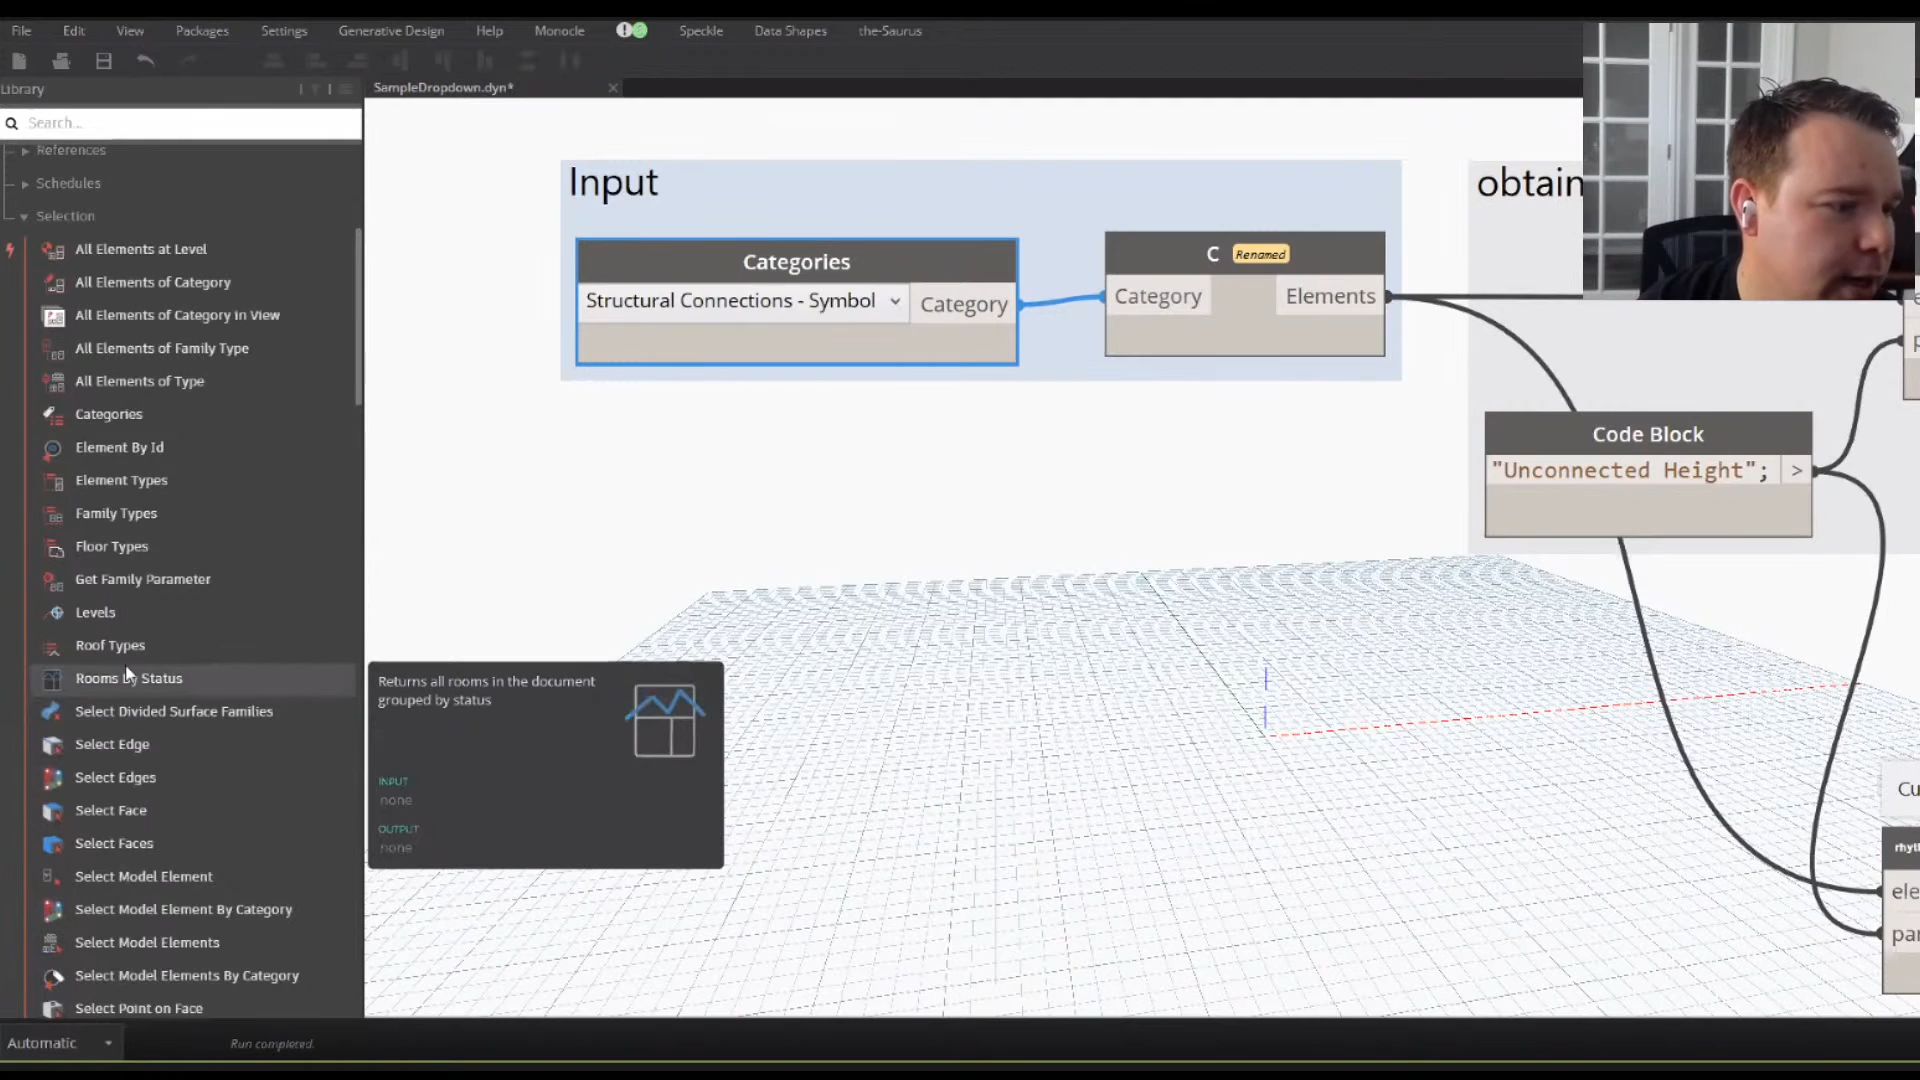 File Edit View Packages Settings Generative Design Help Monocle Speckle Data Shapes the-Saurus
Library
SampleDropdown.dyn*
Search...
References
Schedules
Selection
All Elements at Level
All Elements of Category
All Elements of Category in View
All Elements of Family Type
All Elements of Type
Categories
Element By Id
Element Types
Family Types
Floor Types
Get Family Parameter
Levels
Roof Types
Rooms By Status
Select Divided Surface Families
Select Edge
Select Edges
Select Face
Select Faces
Select Model Element
Select Model Element By Category
Select Model Elements
Select Model Elements By Category
Select Point on Face
Automatic
Run completed.
Input
Categories
Structural Connections - Symbol
Category
C Renamed
Category Elements
obtain
Code Block
"Unconnected Height"; >
Returns all rooms in the document
grouped by status
INPUT
none
OUTPUT
none
Cu
rhyt
ele
par